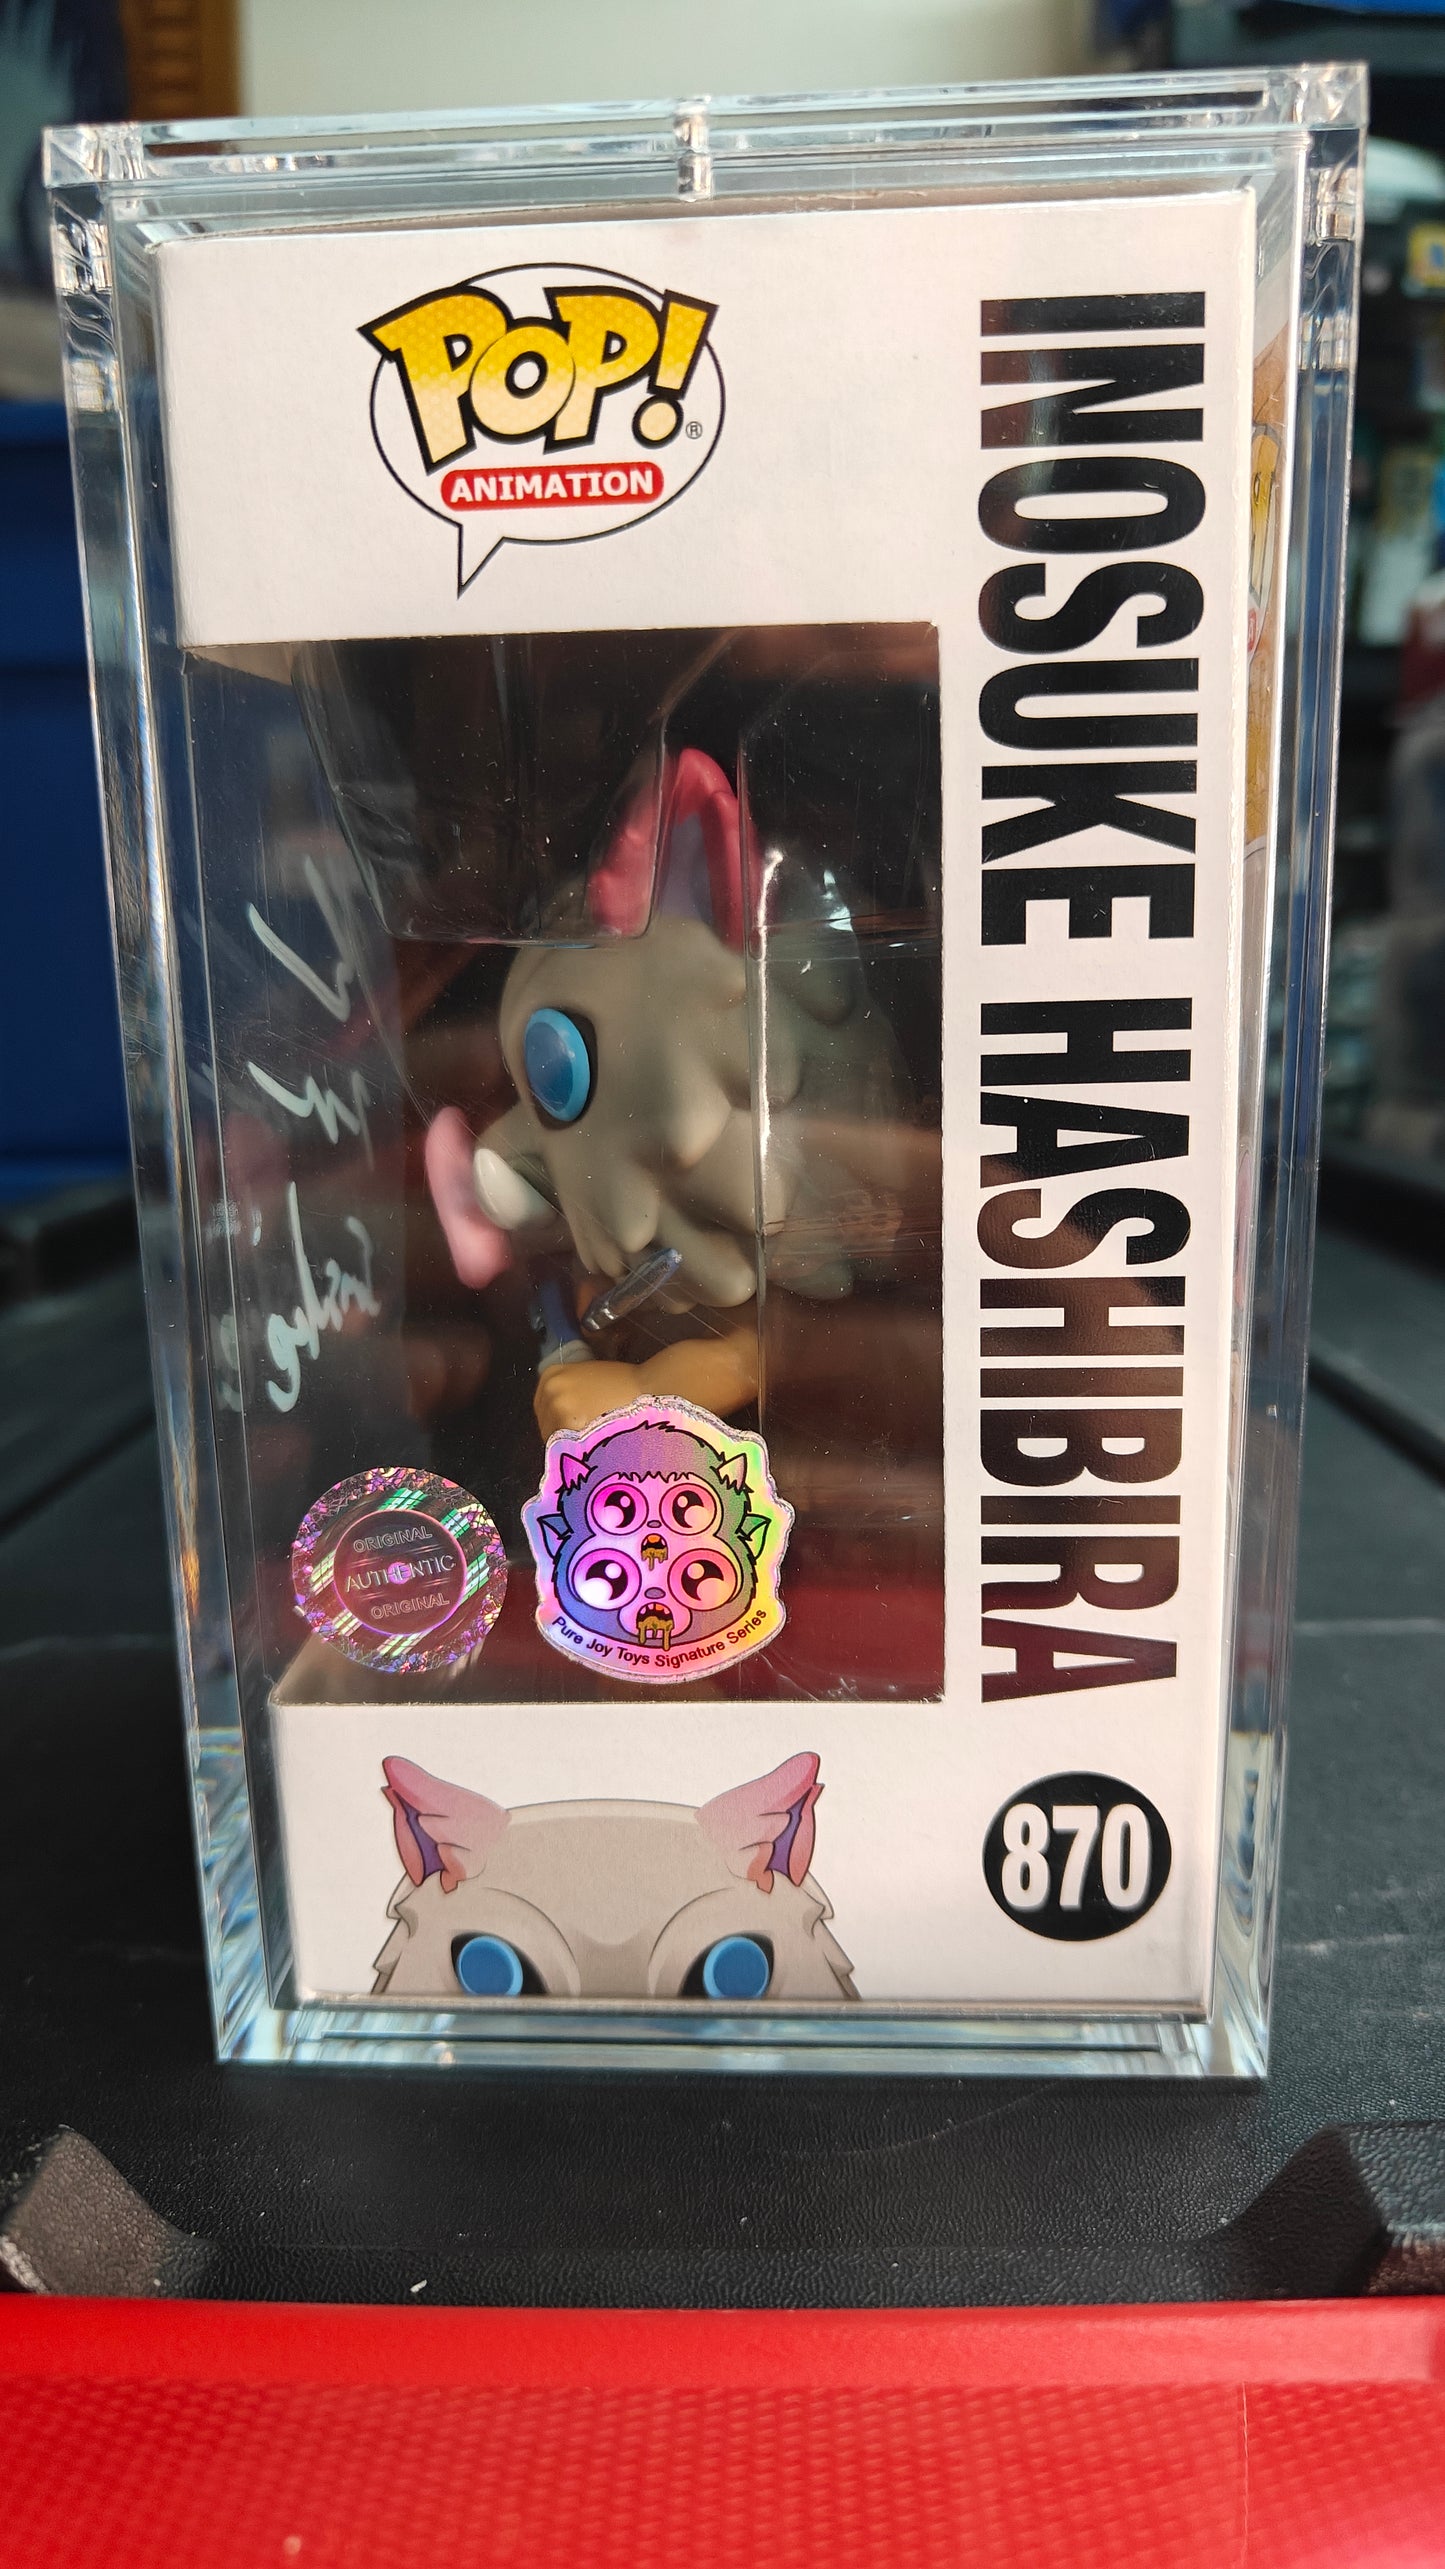 POP!®
ANIMATION
INOSUKE HASHIBIRA
ORIGINAL
AUTHENTIC
ORIGINAL
Pure Joy Toys Signature Series
870